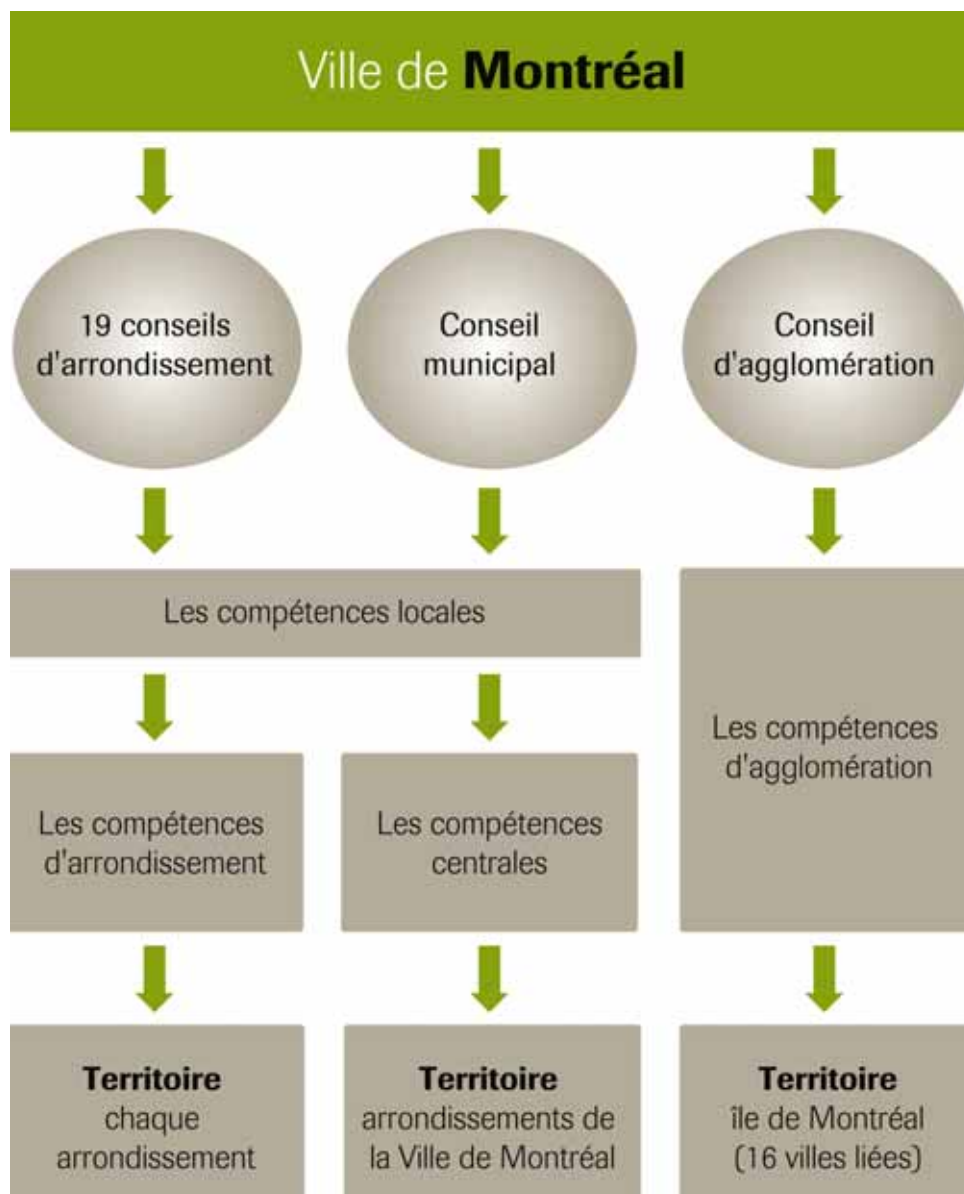 Ville de Montréal
19 conseils
d'arrondissement
Conseil
municipal
Conseil
d'agglomération
Les compétences locales
Les compétences
d'agglomération
Les compétences
d'arrondissement
Les compétences
centrales
Territoire
chaque
arrondissement
Territoire
arrondissements de
la Ville de Montréal
Territoire
île de Montréal
(16 villes liées)